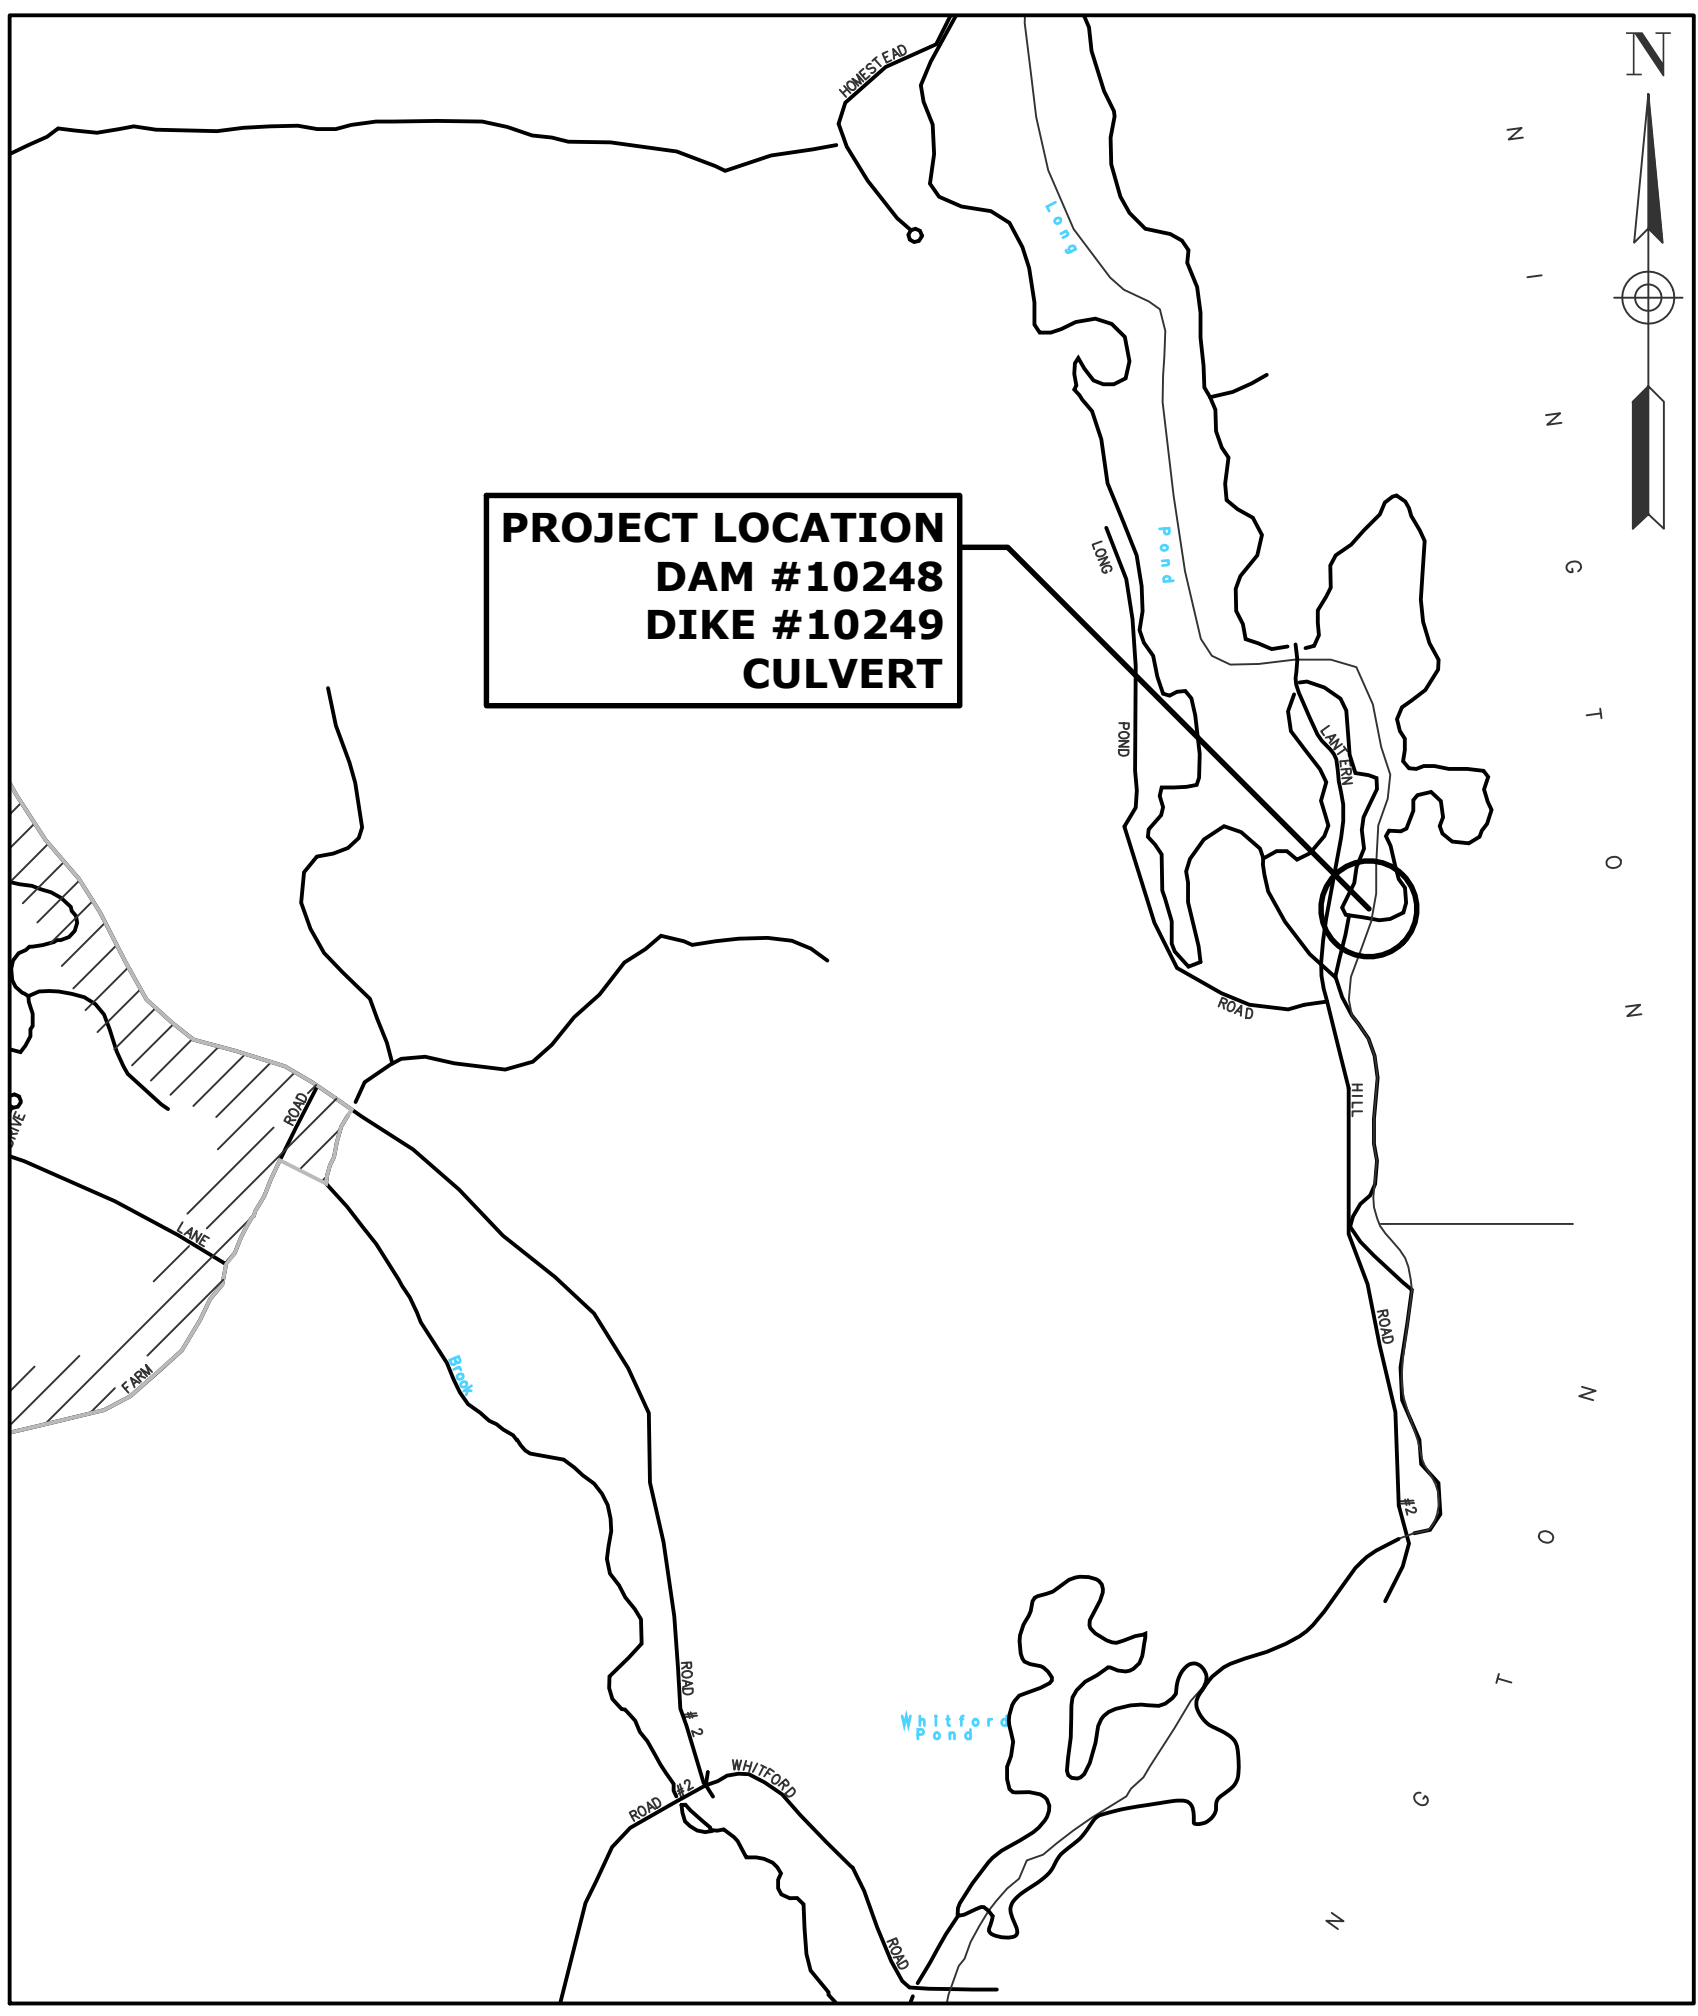 N
HOMESTEAD
Long
PROJECT LOCATION
DAM #10248
DIKE #10249
CULVERT
Pond
LONG
POND
ROAD
LANTERN
HILL
ROAD
#2
N I N G T O N
N O T G N
ROAD
LANE
FARM
Brook
ROAD # 2
ROAD #2
WHITFORD
ROAD
Whitford
Pond